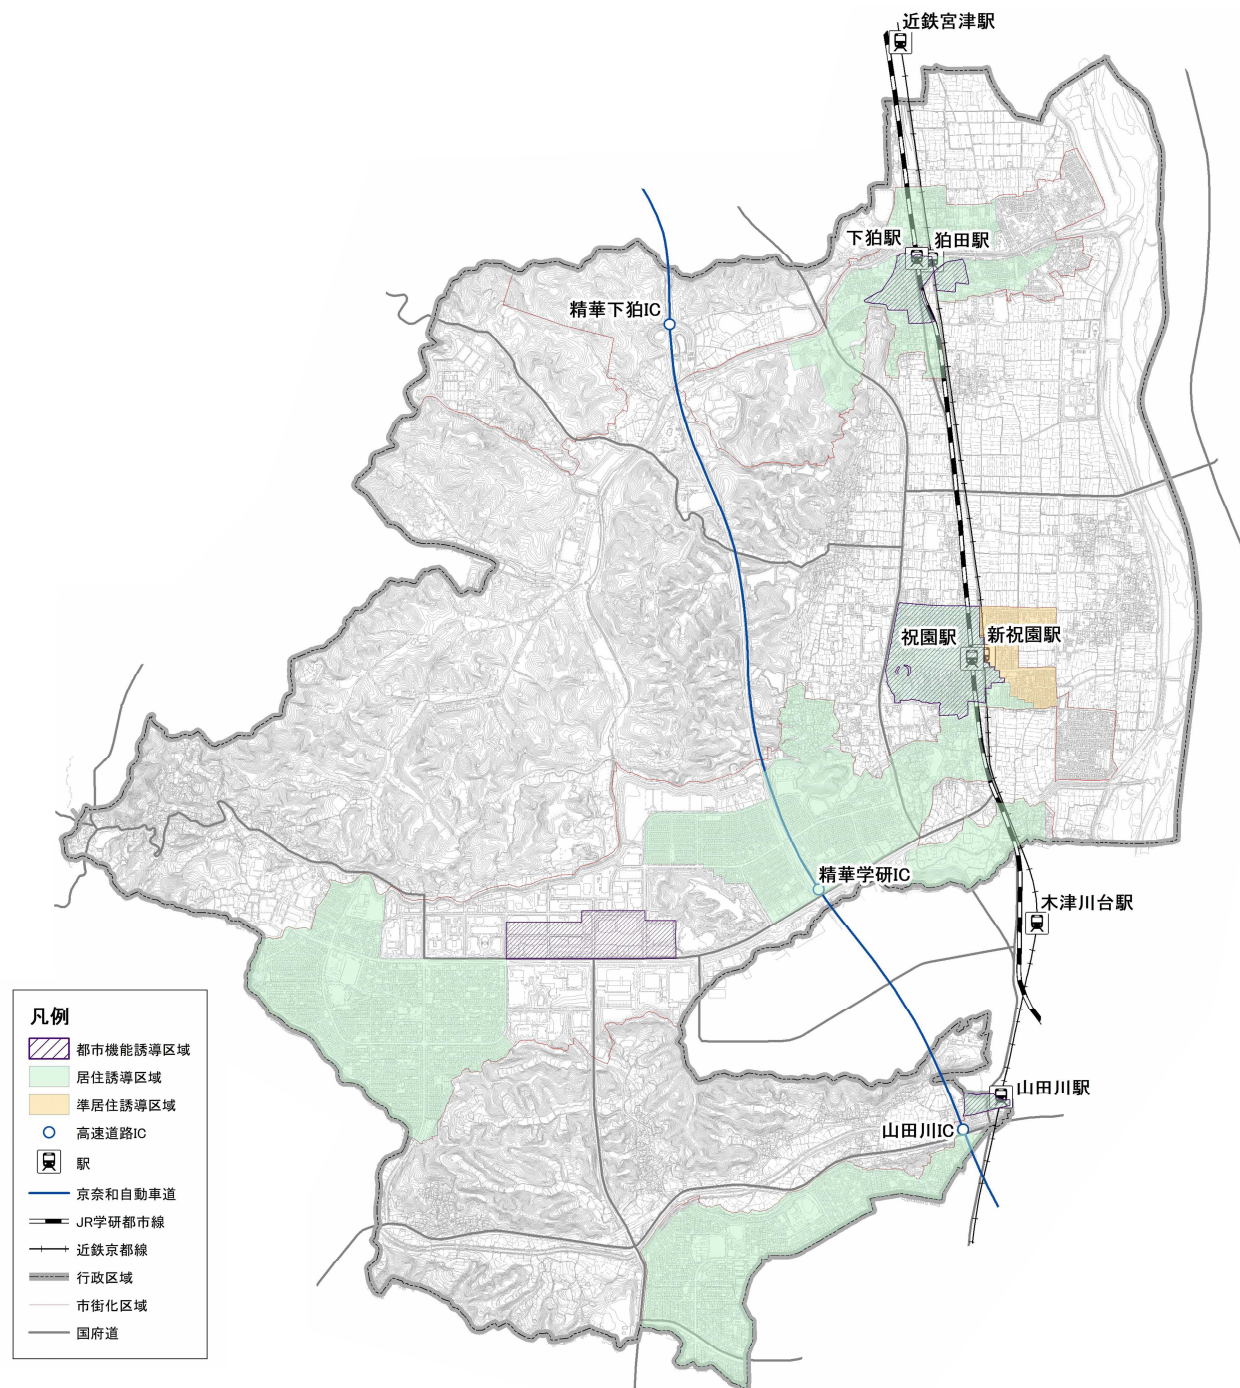 近鉄宮津駅
下狛駅
狛田駅
精華下狛IC
祝園駅
新祝園駅
精華学研IC
木津川台駅
山田川駅
山田川IC
凡例
都市機能誘導区域
居住誘導区域
準居住誘導区域
高速道路IC
駅
京奈和自動車道
JR学研都市線
近鉄京都線
行政区域
市街化区域
国府道